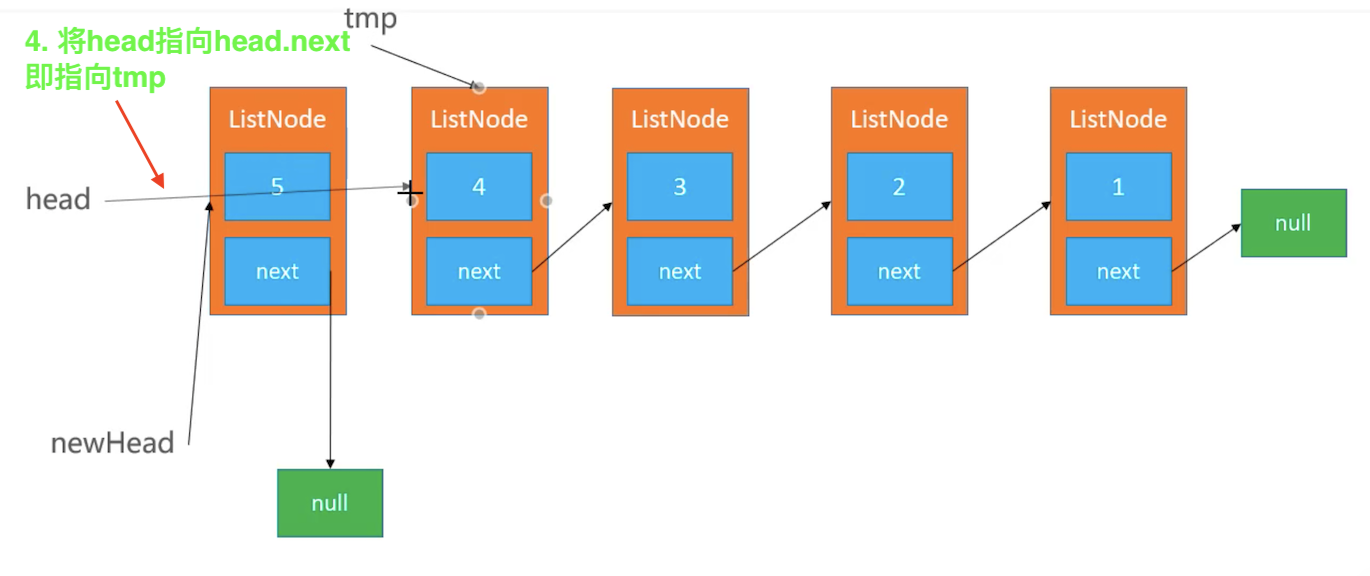 tmp
4. 将head指向head.next
即指向tmp
ListNode
ListNode
ListNode
ListNode
ListNode
5
4
3
2
1
head
null
next
next
next
next
next
newHead
null